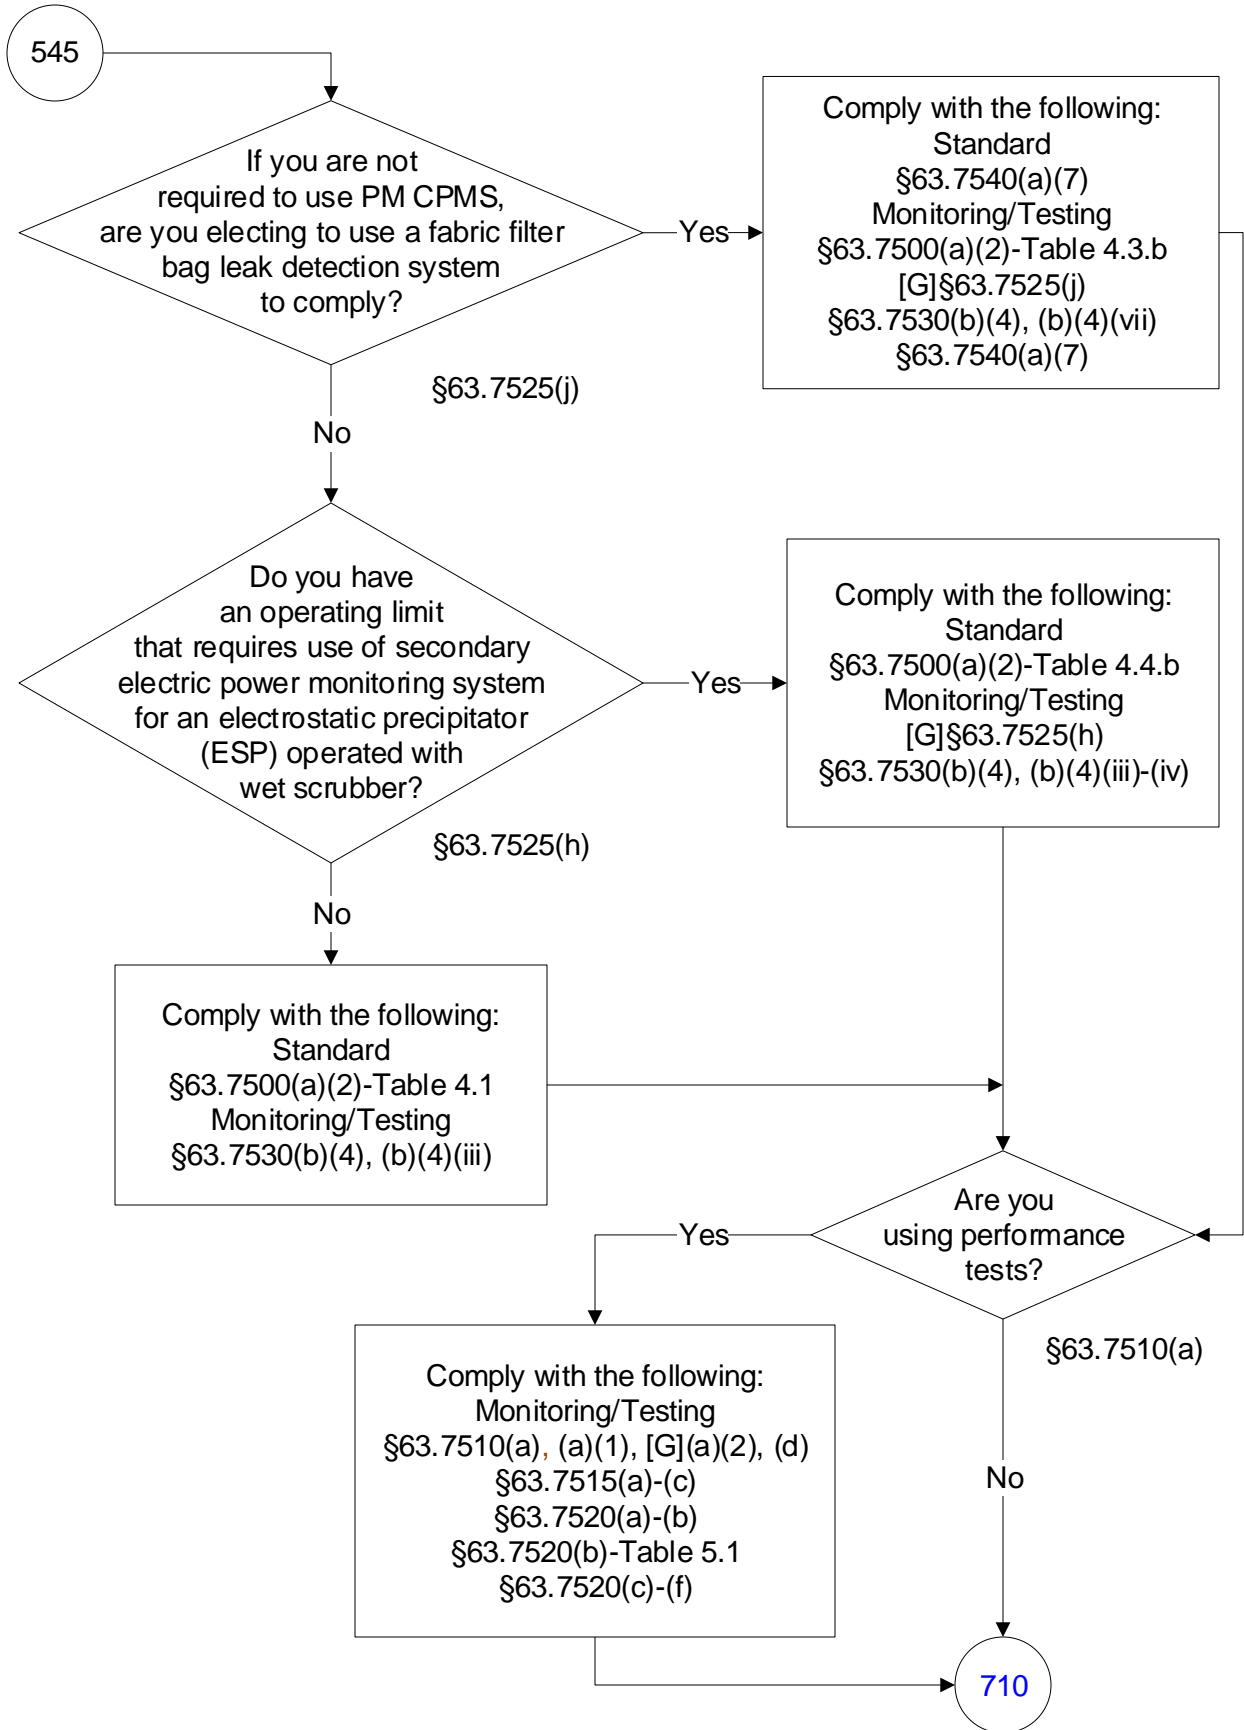 545
If you are not
required to use PM CPMS,
are you electing to use a fabric filter
bag leak detection system
to comply?
Yes
Comply with the following:
Standard
§63.7540(a)(7)
Monitoring/Testing
§63.7500(a)(2)-Table 4.3.b
[G]§63.7525(j)
§63.7530(b)(4), (b)(4)(vii)
§63.7540(a)(7)
§63.7525(j)
No
Do you have
an operating limit
that requires use of secondary
electric power monitoring system
for an electrostatic precipitator
(ESP) operated with
wet scrubber?
Yes
Comply with the following:
Standard
§63.7500(a)(2)-Table 4.4.b
Monitoring/Testing
[G]§63.7525(h)
§63.7530(b)(4), (b)(4)(iii)-(iv)
§63.7525(h)
No
Comply with the following:
Standard
§63.7500(a)(2)-Table 4.1
Monitoring/Testing
§63.7530(b)(4), (b)(4)(iii)
Are you
using performance
tests?
Yes
§63.7510(a)
Comply with the following:
Monitoring/Testing
§63.7510(a), (a)(1), [G](a)(2), (d)
§63.7515(a)-(c)
§63.7520(a)-(b)
§63.7520(b)-Table 5.1
§63.7520(c)-(f)
No
710